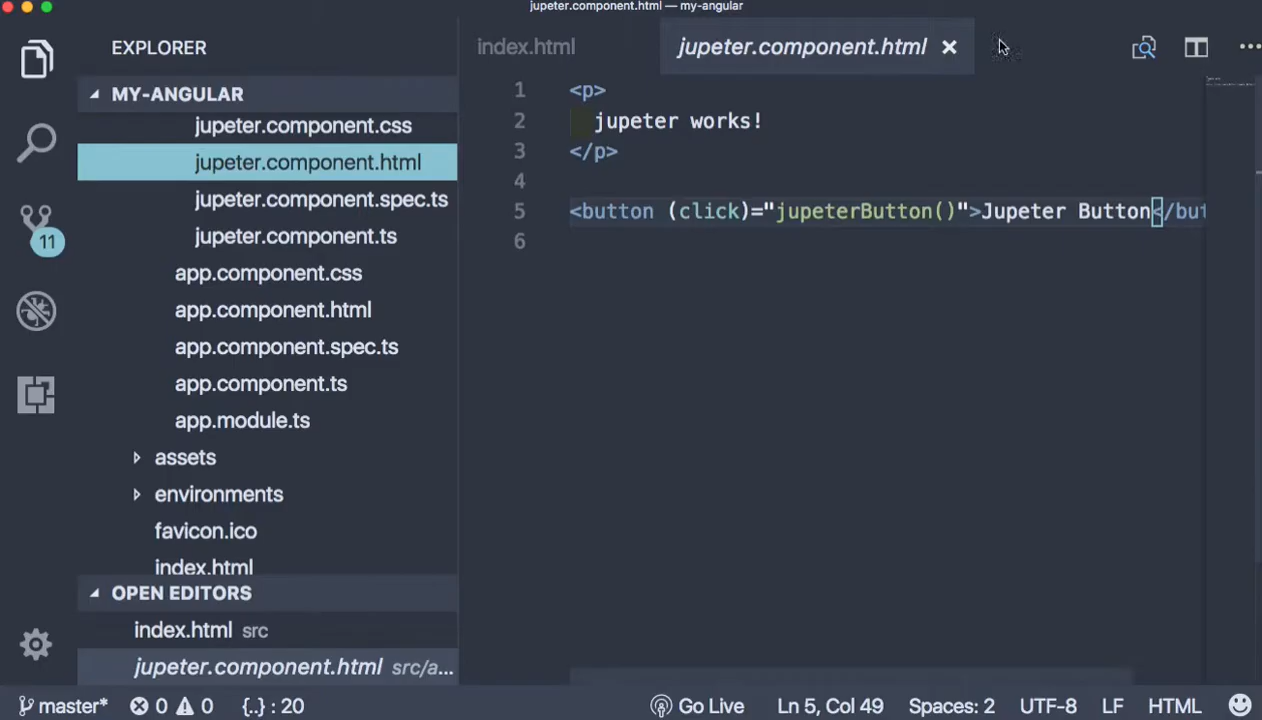 jupeter.component.html — my-angular
EXPLORER
MY-ANGULAR
jupeter.component.css
jupeter.component.html
jupeter.component.spec.ts
jupeter.component.ts
app.component.css
app.component.html
app.component.spec.ts
app.component.ts
app.module.ts
assets
environments
favicon.ico
index.html
OPEN EDITORS
index.html src
jupeter.component.html src/a...
11
index.html jupeter.component.html
1 <p>
2 jupeter works!
3 </p>
4
5 <button (click)="jupeterButton()">Jupeter Button</but
6
master* 0 0 {..} : 20 Go Live Ln 5, Col 49 Spaces: 2 UTF-8 LF HTML